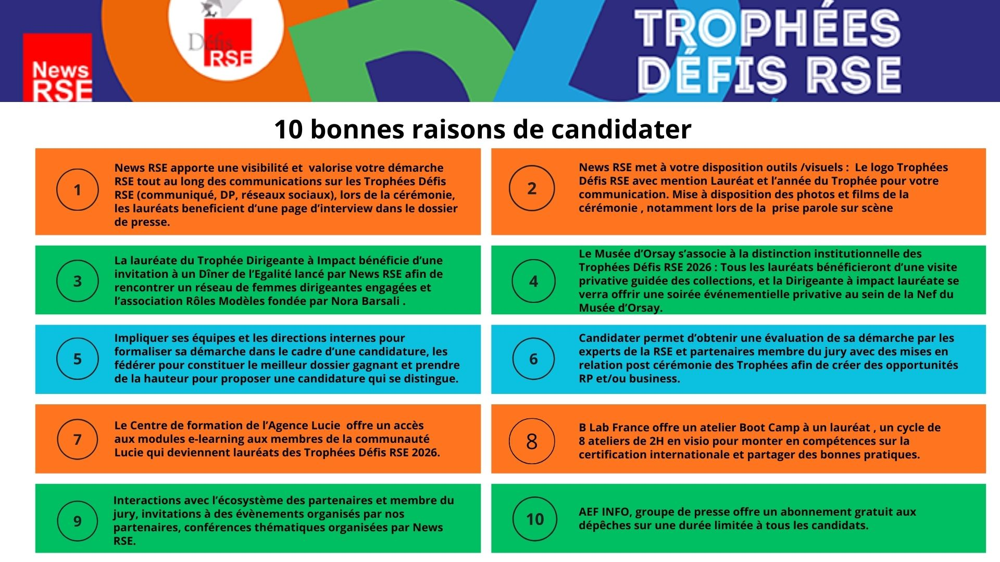 News
RSE
Défis
RSE
TROPHÉES
DÉFIS RSE
10 bonnes raisons de candidater
1
News RSE apporte une visibilité et  valorise votre démarche
RSE tout au long des communications sur les Trophées Défis
RSE (communiqué, DP, réseaux sociaux), lors de la cérémonie,
les lauréats beneficient d’une page d’interview dans le dossier
de presse.
2
News RSE met à votre disposition outils /visuels :  Le logo Trophées
Défis RSE avec mention Lauréat et l’année du Trophée pour votre
communication. Mise à disposition des photos et films de la
cérémonie , notamment lors de la  prise parole sur scène
3
La lauréate du Trophée Dirigeante à Impact bénéficie d’une
invitation à un Dîner de l’Egalité lancé par News RSE afin de
rencontrer un réseau de femmes dirigeantes engagées et
l’association Rôles Modèles fondée par Nora Barsali .
4
Le Musée d’Orsay s’associe à la distinction institutionnelle des
Trophées Défis RSE 2026 : Tous les lauréats bénéficieront d’une visite
privative guidée des collections, et la Dirigeante à impact lauréate se
verra offrir une soirée événementielle privative au sein de la Nef du
Musée d’Orsay.
5
Impliquer ses équipes et les directions internes pour
formaliser sa démarche dans le cadre d’une candidature, les
fédérer pour constituer le meilleur dossier gagnant et prendre
de la hauteur pour proposer une candidature qui se distingue.
6
Candidater permet d’obtenir une évaluation de sa démarche par les
experts de la RSE et partenaires membre du jury avec des mises en
relation post cérémonie des Trophées afin de créer des opportunités
RP et/ou business.
7
Le Centre de formation de l’Agence Lucie  offre un accès
aux modules e-learning aux membres de la communauté
Lucie qui deviennent lauréats des Trophées Défis RSE 2026.
8
B Lab France offre un atelier Boot Camp à un lauréat , un cycle de
8 ateliers de 2H en visio pour monter en compétences sur la
certification internationale et partager des bonnes pratiques.
9
Interactions avec l’écosystème des partenaires et membre du
jury, invitations à des évènements organisés par nos
partenaires, conférences thématiques organisées par News
RSE.
10
AEF INFO, groupe de presse offre un abonnement gratuit aux
dépêches sur une durée limitée à tous les candidats.